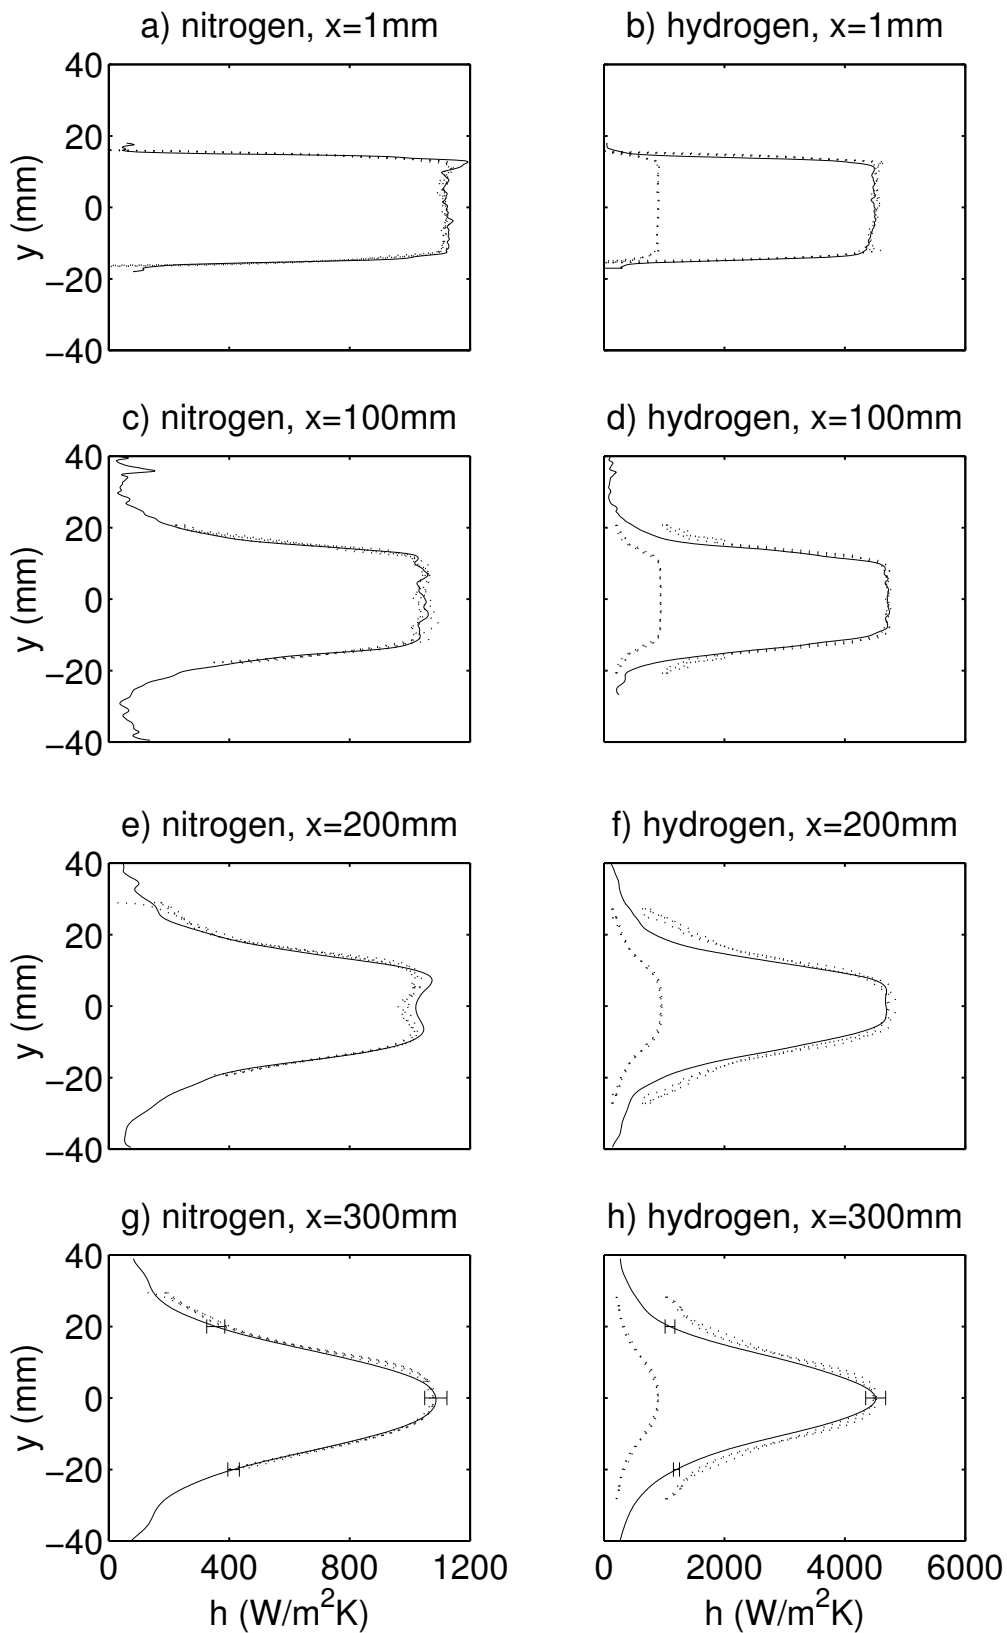 a) nitrogen, x=1mm
b) hydrogen, x=1mm
40
20
0
−20
−40
y (mm)
c) nitrogen, x=100mm
d) hydrogen, x=100mm
40
20
0
−20
−40
y (mm)
e) nitrogen, x=200mm
f) hydrogen, x=200mm
40
20
0
−20
−40
y (mm)
g) nitrogen, x=300mm
h) hydrogen, x=300mm
40
20
0
−20
−40
y (mm)
0 400 800 1200
0 2000 4000 6000
h (W/m²K)
h (W/m²K)